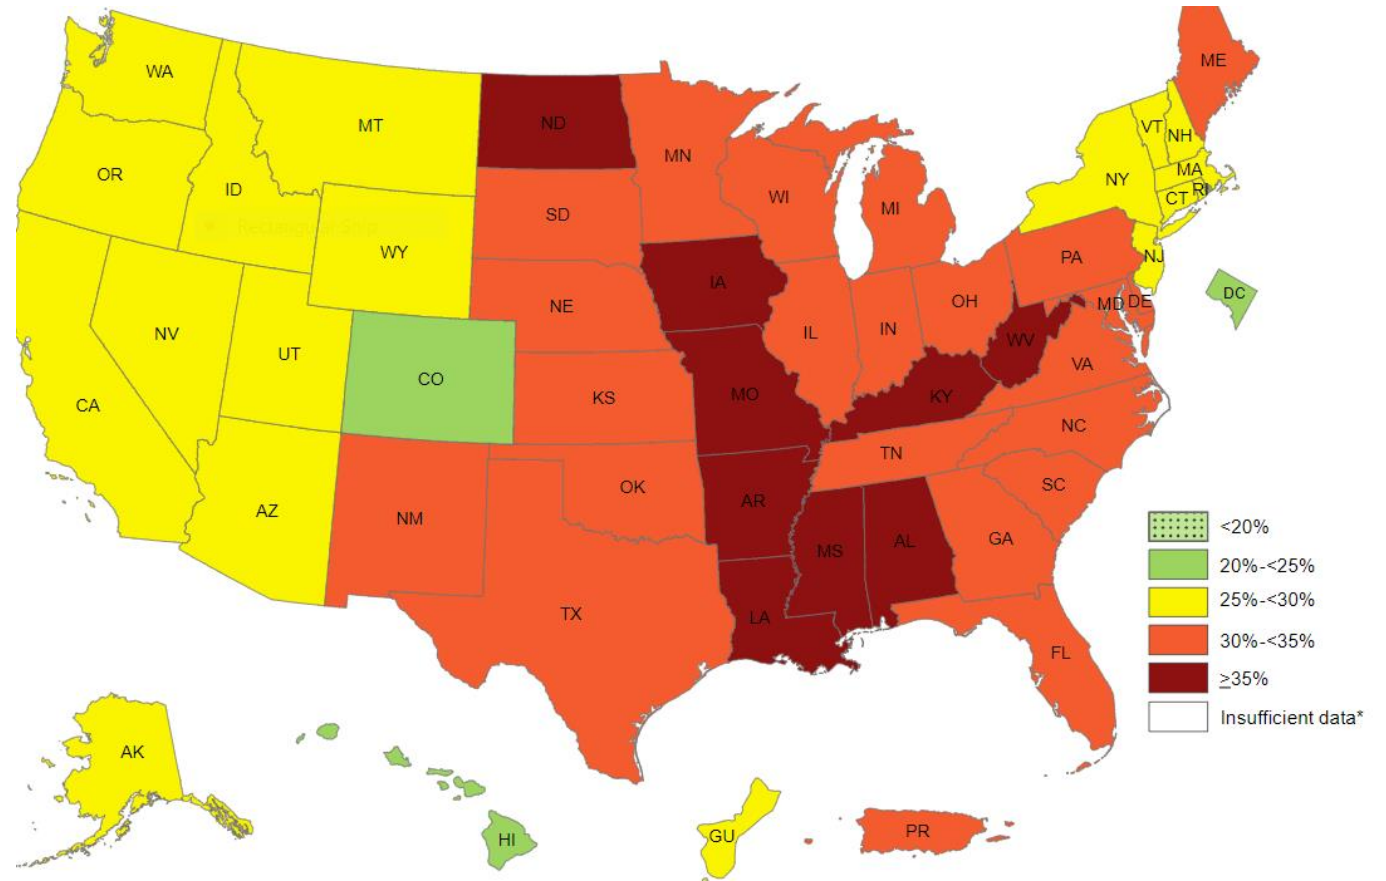 WA
MT
ND
MN
ME
VT
NH
OR
ID
SD
WI
MI
NY
MA
CT
RI
Rectangular Snip
WY
PA
NJ
IA
NE
OH
MD
DE
DC
NV
UT
IL
IN
WV
VA
CA
CO
KS
MO
KY
NC
TN
AZ
NM
OK
AR
SC
MS
AL
GA
TX
LA
FL
AK
HI
GU
PR
<20%
20%-<25%
25%-<30%
30%-<35%
≥35%
Insufficient data*